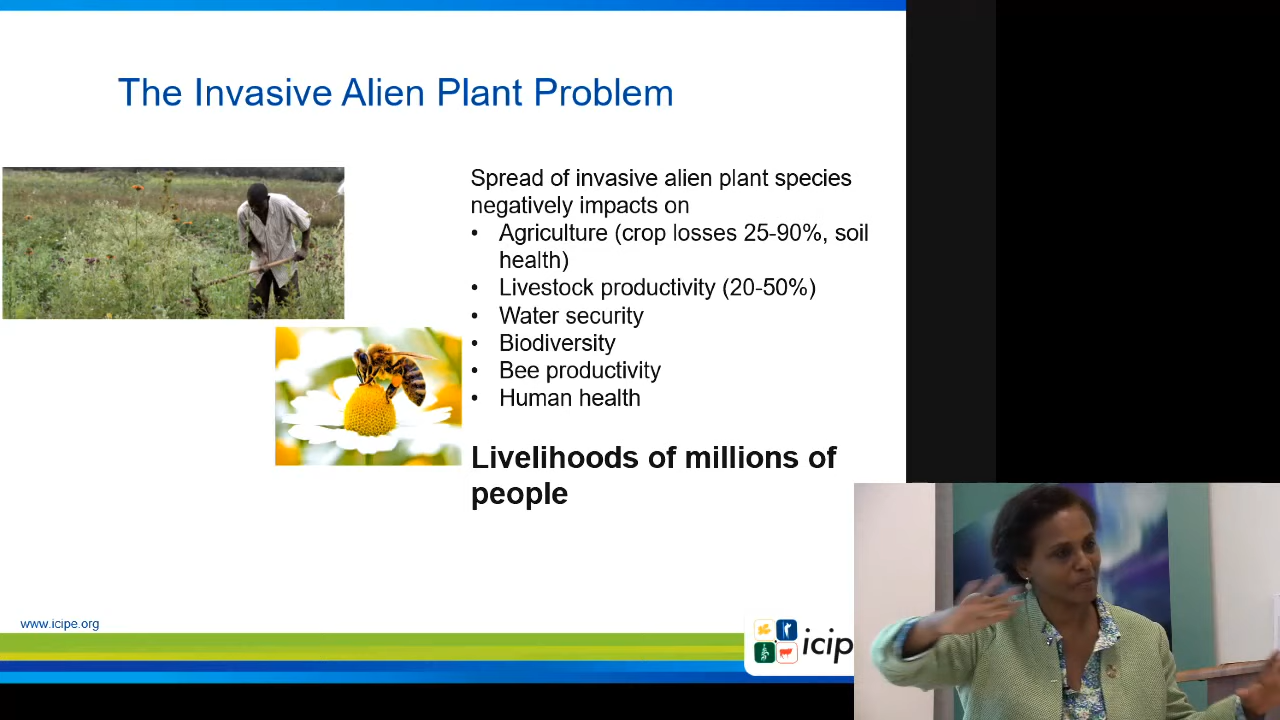 The Invasive Alien Plant Problem
Spread of invasive alien plant species
negatively impacts on
• Agriculture (crop losses 25-90%, soil
health)
• Livestock productivity (20-50%)
• Water security
• Biodiversity
• Bee productivity
• Human health
Livelihoods of millions of
people
www.icipe.org
icip